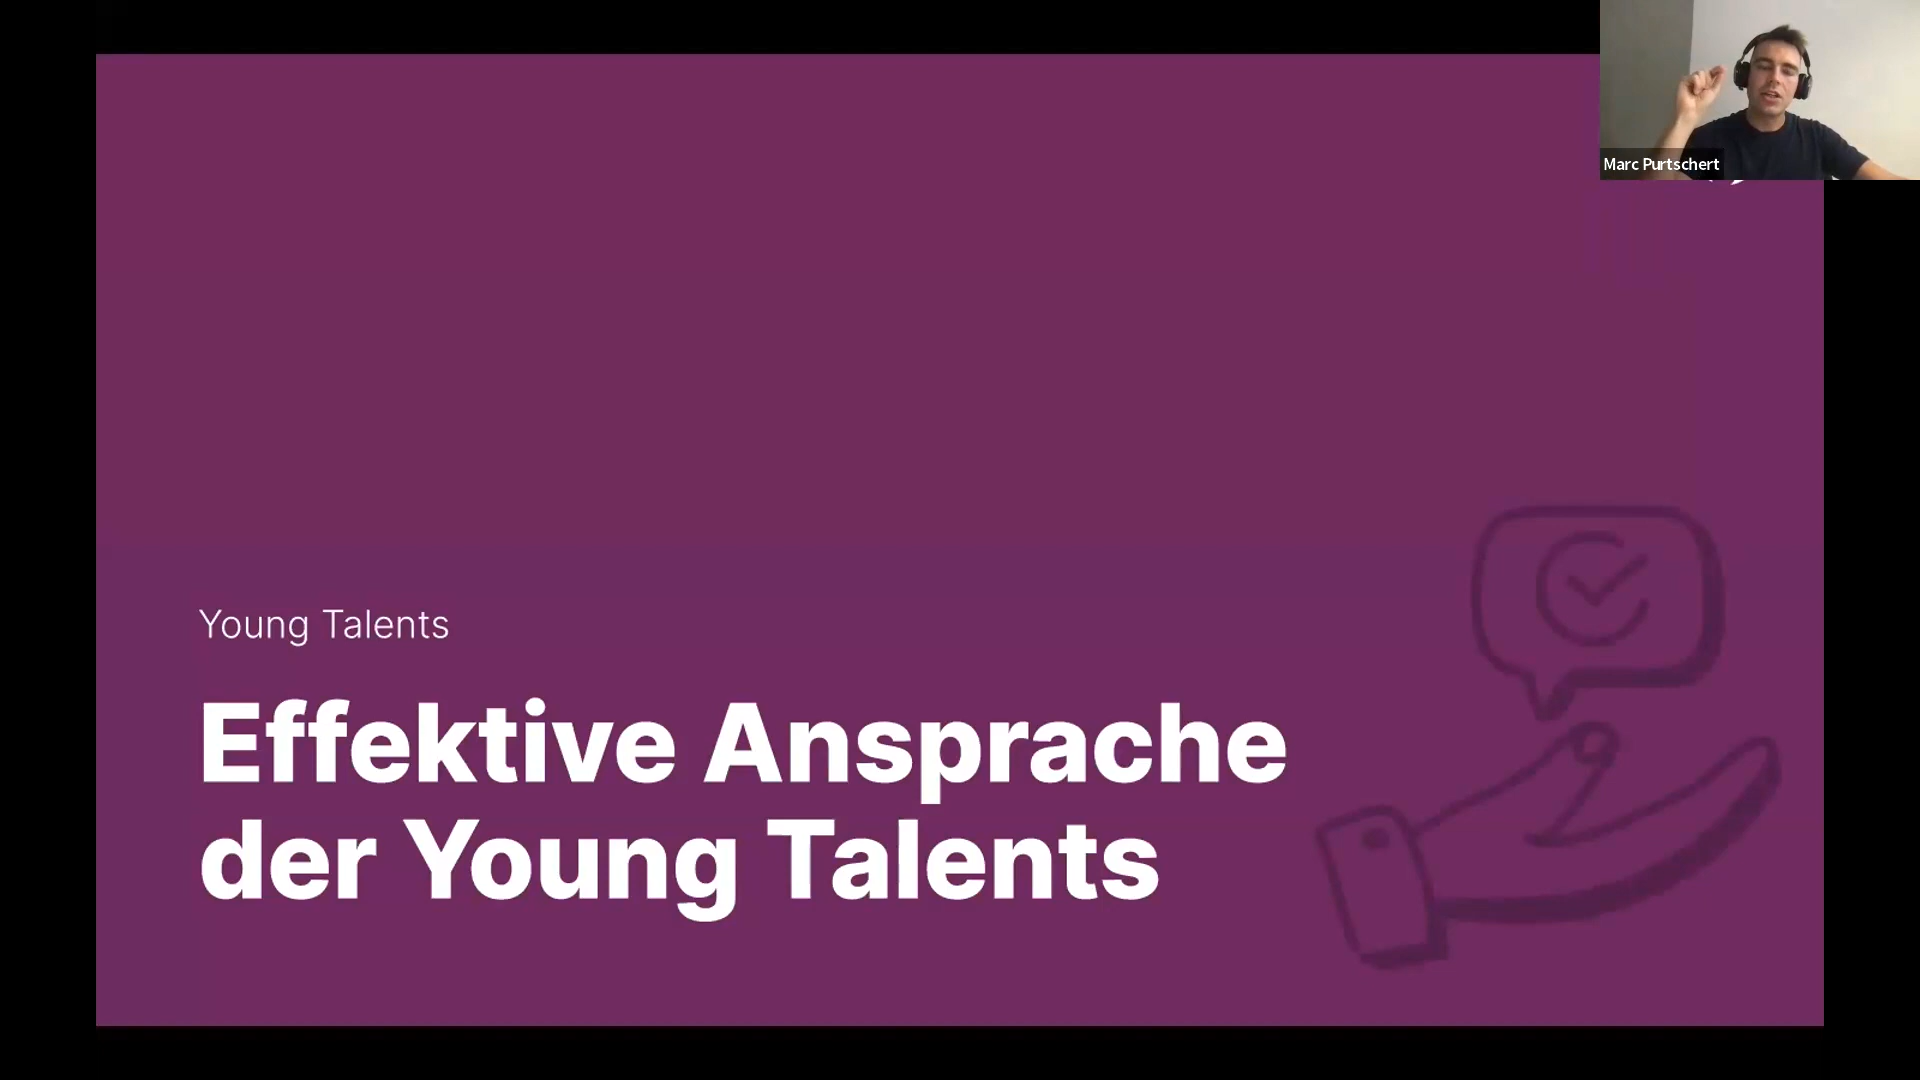 Marc Purtschert
Young Talents
Effektive Ansprache
der Young Talents